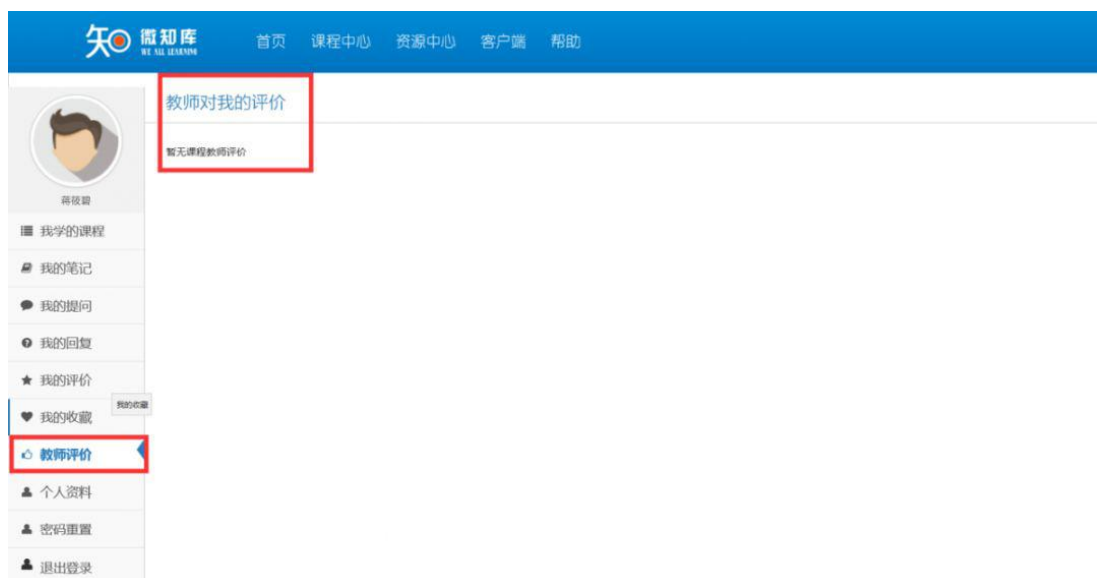 知 微知库
WE ALL LEARNING
首页 课程中心 资源中心 客户端 帮助
教师对我的评价
暂无课程教师评价
蒋筱碧
我学的课程
我的笔记
我的提问
我的回复
我的评价
我的收藏
我的收藏
教师评价
个人资料
密码重置
退出登录